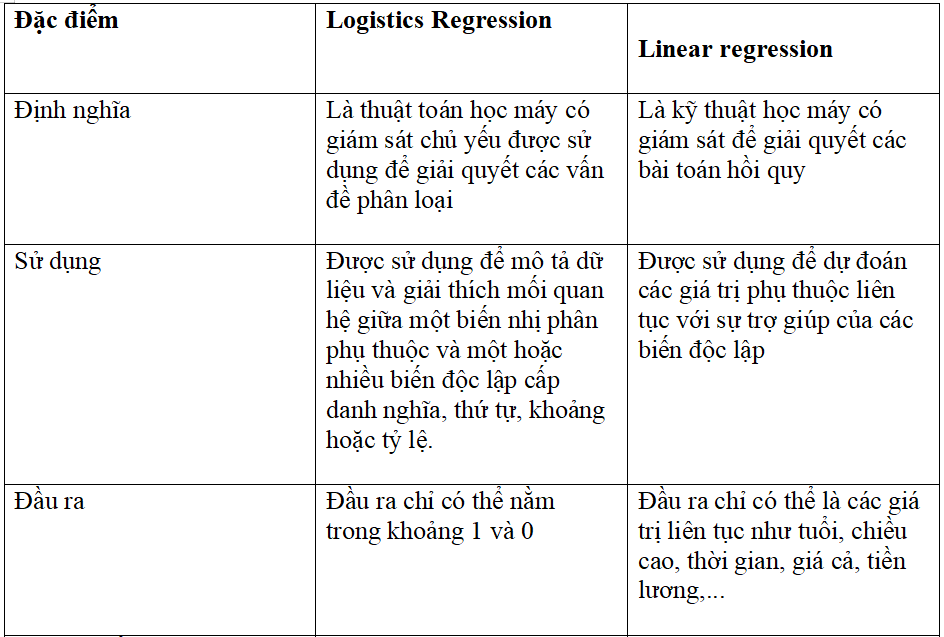 Đặc điểm
Logistics Regression
Linear regression
Định nghĩa
Là thuật toán học máy có
giám sát chủ yếu được sử
dụng để giải quyết các vấn
đề phân loại
Là kỹ thuật học máy có
giám sát để giải quyết các
bài toán hồi quy
Sử dụng
Được sử dụng để mô tả dữ
liệu và giải thích mối quan
hệ giữa một biến nhị phân
phụ thuộc và một hoặc
nhiều biến độc lập cấp
danh nghĩa, thứ tự, khoảng
hoặc tỷ lệ.
Được sử dụng để dự đoán
các giá trị phụ thuộc liên
tục với sự trợ giúp của các
biến độc lập
Đầu ra
Đầu ra chỉ có thể nằm
trong khoảng 1 và 0
Đầu ra chỉ có thể là các giá
trị liên tục như tuổi, chiều
cao, thời gian, giá cả, tiền
lương,...